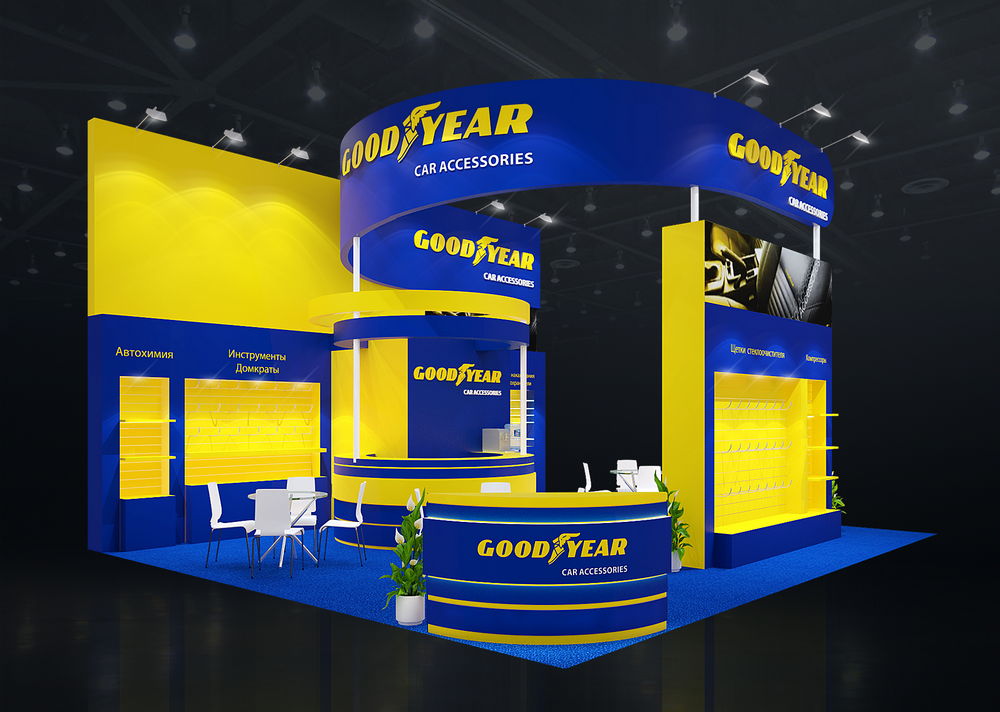 GOODYEAR
CAR ACCESSORIES
GOODYEAR
CAR ACCESSORIES
GOODYEAR
CAR ACCESSORIES
Автохимия
Инструменты
Домкраты
GOODYEAR
CAR ACCESSORIES
Щетки стеклоочистителя
Компрессоры
GOODYEAR
CAR ACCESSORIES